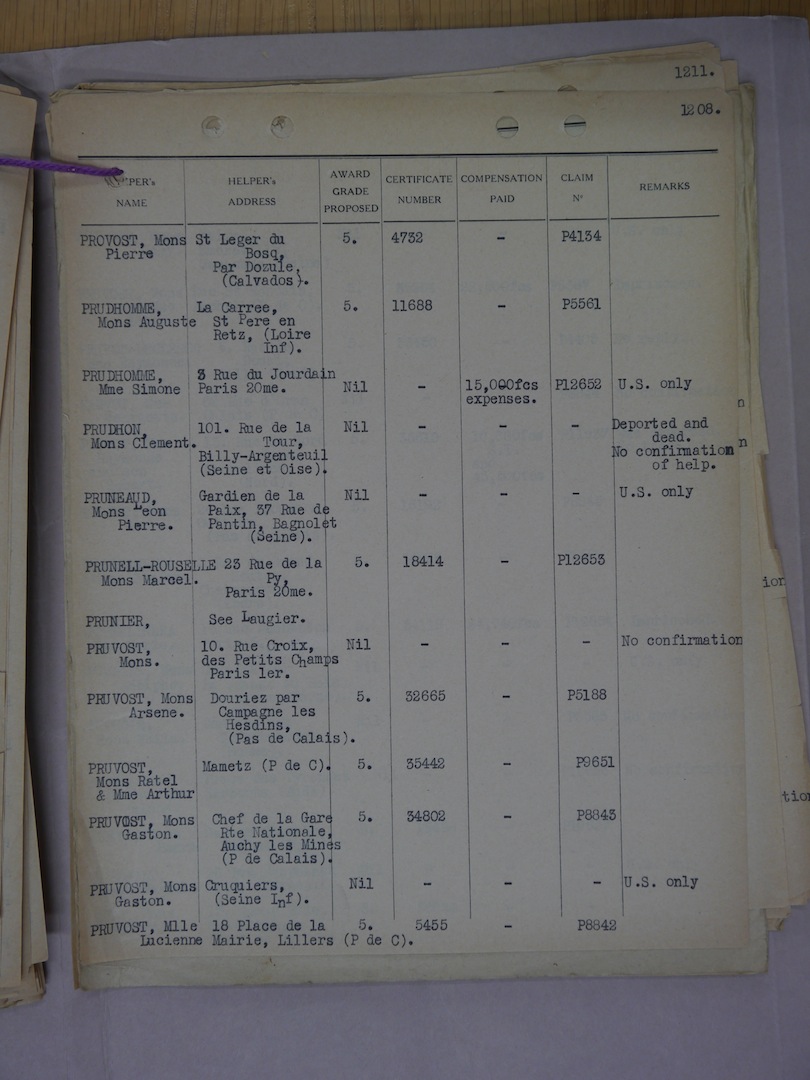 1211.
1208.
HELPER's NAME HELPER's ADDRESS AWARD GRADE PROPOSED CERTIFICATE NUMBER COMPENSATION PAID CLAIM Nº REMARKS
PROVOST, Mons St Leger du 5. 4732 - P4134
Pierre Bosq,
Par Dozule,
(Calvados).
PRUDHOMME, La Carree, 5. 11688 - P5561
Mons Auguste St Pere en
Retz, (Loire
Inf).
PRUDHOMME, 3 Rue du Jourdain
Mme Simone Paris 20me. Nil - 15,000fcs P12652 U.S. only
expenses.
PRUDHON, 101. Rue de la Nil - - - Deported and
Mons Clement. Tour, dead.
Billy-Argenteuil No confirmation
(Seine et Oise). of help.
PRUNEAUD, Gardien de la Nil - - - U.S. only
Mons Leon Paix, 37 Rue de
Pierre. Pantin, Bagnolet
(Seine).
PRUNELL-ROUSELLE 23 Rue de la 5. 18414 - P12653
Mons Marcel. Py,
Paris 20me.
PRUNIER, See Laugier.
PRUVOST, 10. Rue Croix, Nil - - - No confirmation
Mons. des Petits Champs
Paris 1er.
PRUVOST, Mons Douriez par 5. 32665 - P5188
Arsene. Campagne les
Hesdins,
(Pas de Calais).
PRUVOST, Mametz (P de C). 5. 35442 - P9651
Mons Ratel
& Mme Arthur
PRUVOST, Mons Chef de la Gare 5. 34802 - P8843
Gaston. Rte Nationale,
Auchy les Mines
(P de Calais).
PRUVOST, Mons Cruquiers, Nil - - - U.S. only
Gaston. (Seine Inf).
PRUVOST, Mlle 18 Place de la 5. 5455 - P8842
Lucienne Mairie, Lillers (P de C).
n
n
ion
tion